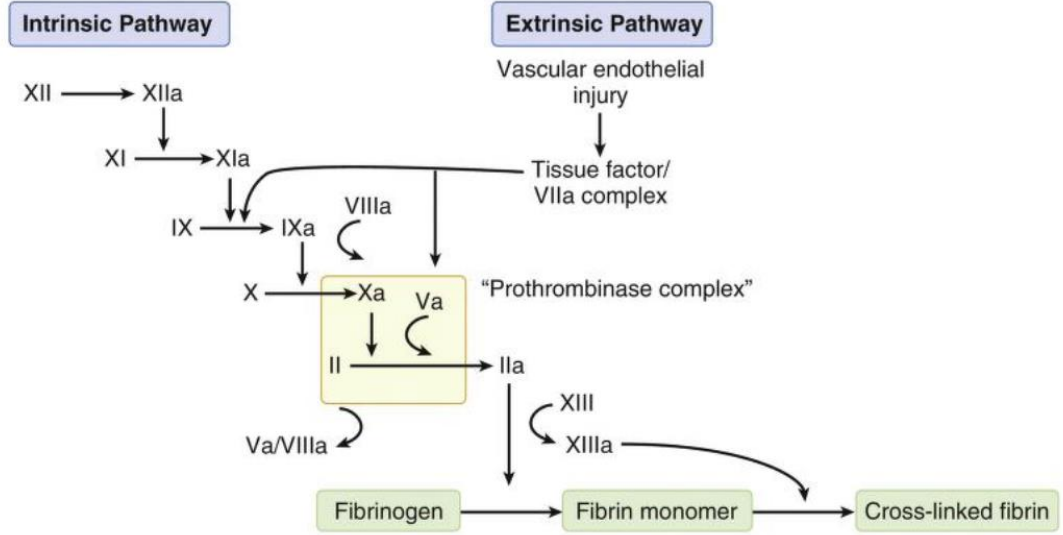 Intrinsic Pathway
Extrinsic Pathway
Vascular endothelial
injury
XII XIIa
XI XIa
Tissue factor/
VIIa complex
VIIIa
IX IXa
X Xa
Va
“Prothrombinase complex”
II IIa
XIII
Va/VIIIa
XIIIa
Fibrinogen
Fibrin monomer
Cross-linked fibrin